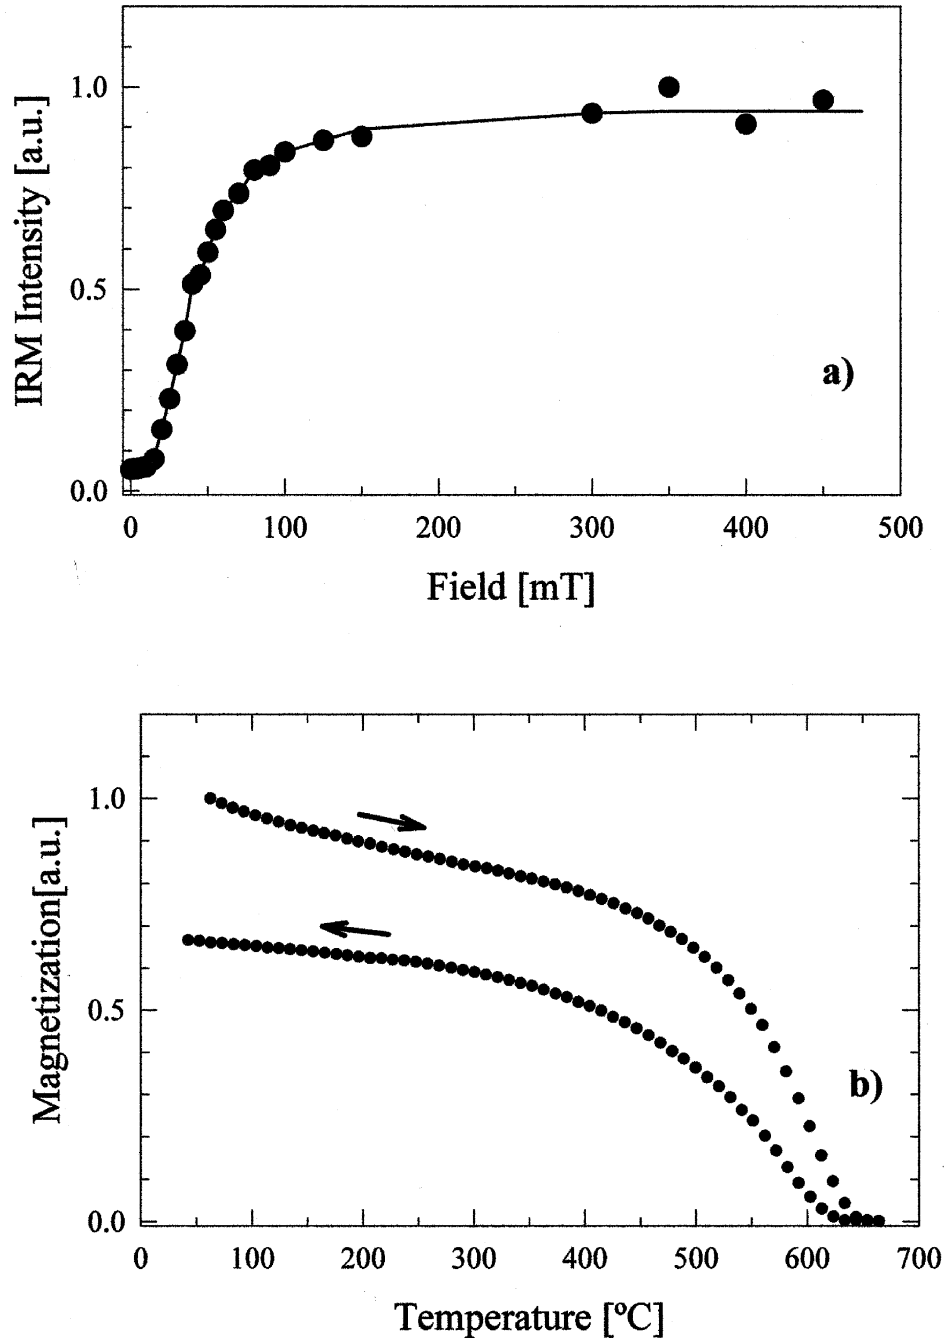 IRM Intensity [a.u.]
1.0
0.5
0.0
a)
0 100 200 300 400 500
Field [mT]
Magnetization[a.u.]
1.0
0.5
0.0
b)
0 100 200 300 400 500 600 700
Temperature [ºC]